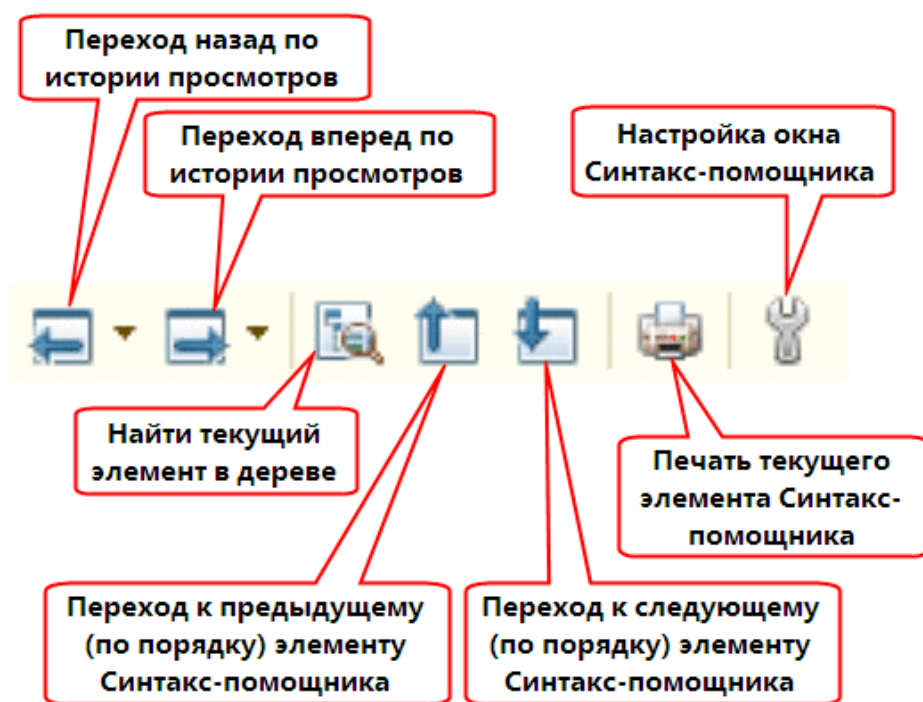 Переход назад по
истории просмотров
Переход вперед по
истории просмотров
Настройка окна
Синтакс-помощника
Найти текущий
элемент в дереве
Печать текущего
элемента Синтакс-
помощника
Переход к предыдущему
(по порядку) элементу
Синтакс-помощника
Переход к следующему
(по порядку) элементу
Синтакс-помощника